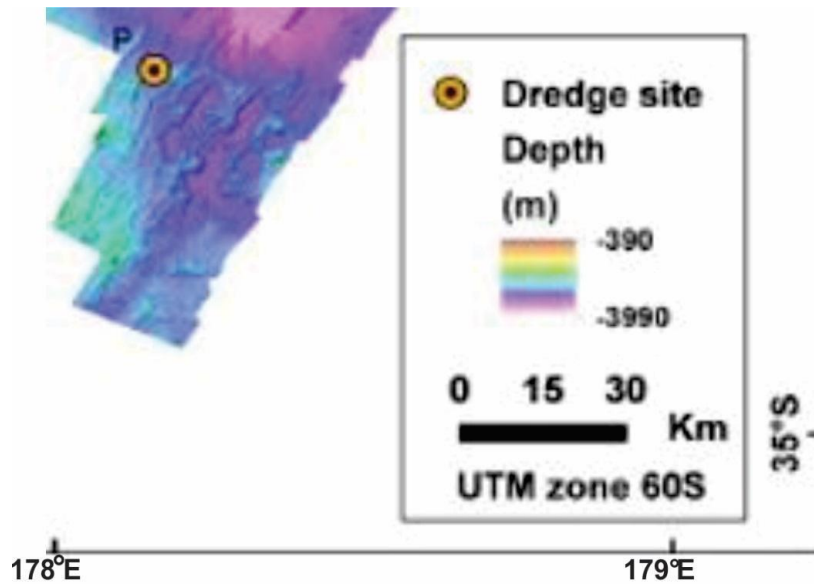 P
Dredge site
Depth
(m)
-390
-3990
0 15 30
Km
UTM zone 60S
35°S
178°E
179°E